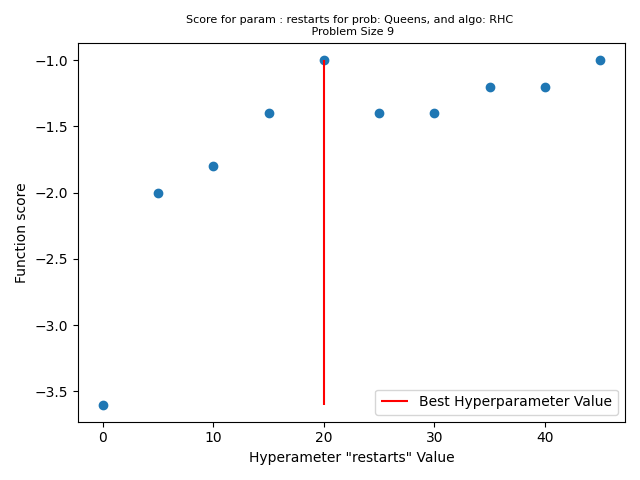 Score for param : restarts for prob: Queens, and algo: RHC
Problem Size 9
−1.0
−1.5
−2.0
−2.5
−3.0
−3.5
Function score
Best Hyperparameter Value
0 10 20 30 40
Hyperameter "restarts" Value